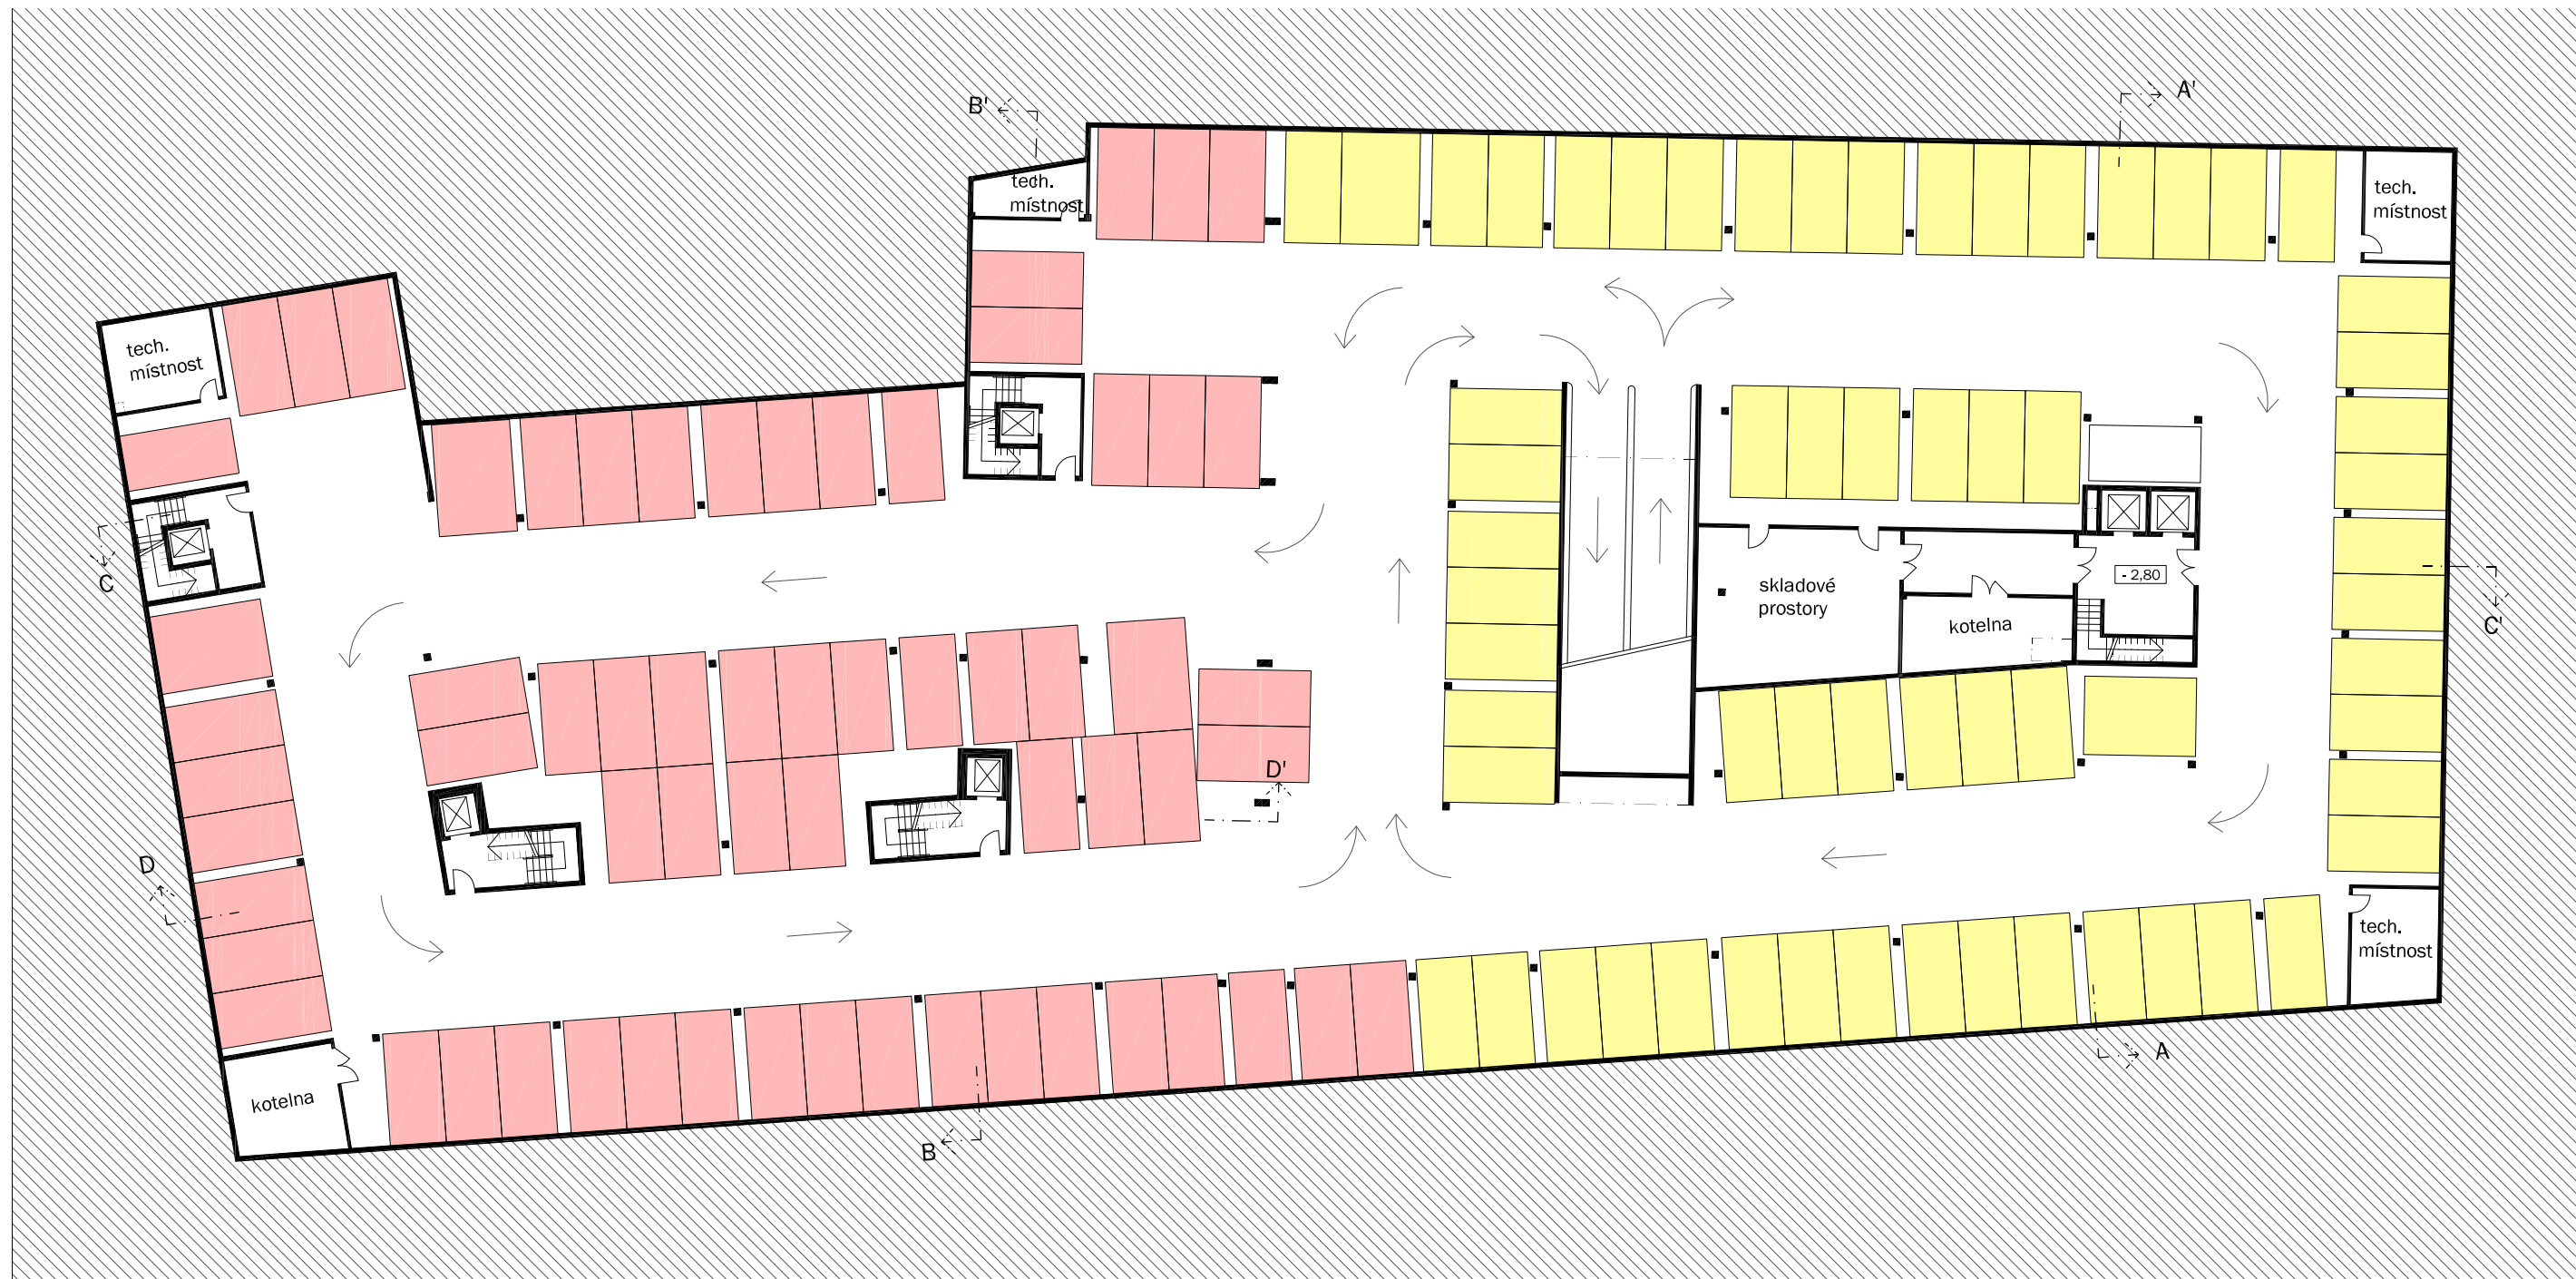 A'
B'
tech.
místnost
tech.
místnost
tech.
místnost
C
- 2,80
skladové
prostory
kotelna
C'
D'
D
tech.
místnost
A
kotelna
B